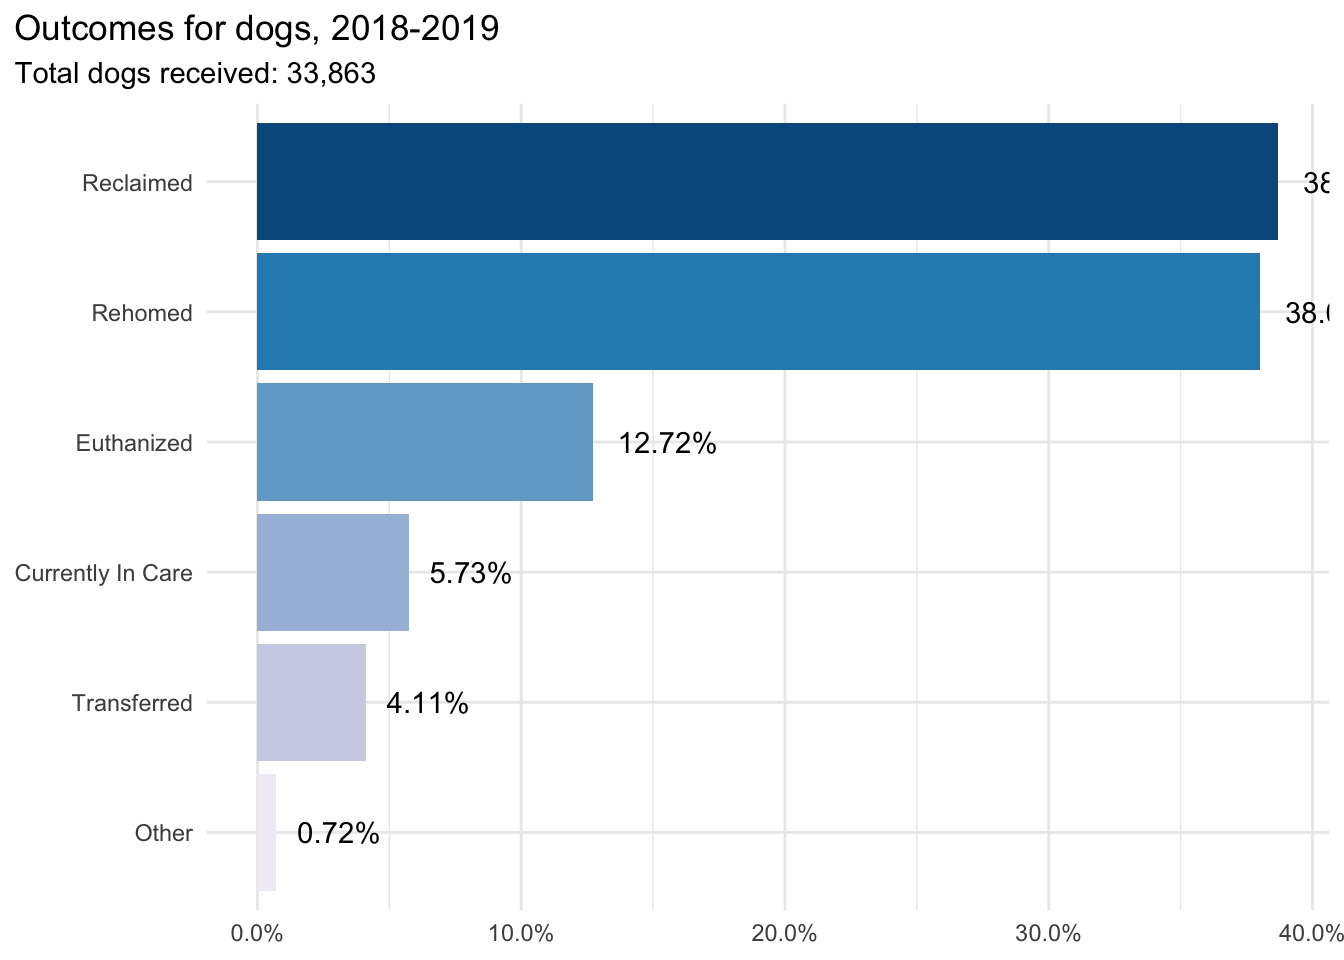 Outcomes for dogs, 2018-2019
Total dogs received: 33,863
Reclaimed
Rehomed
38.
Euthanized
12.72%
Currently In Care
5.73%
Transferred
4.11%
Other
0.72%
0.0%
10.0%
20.0%
30.0%
40.0%